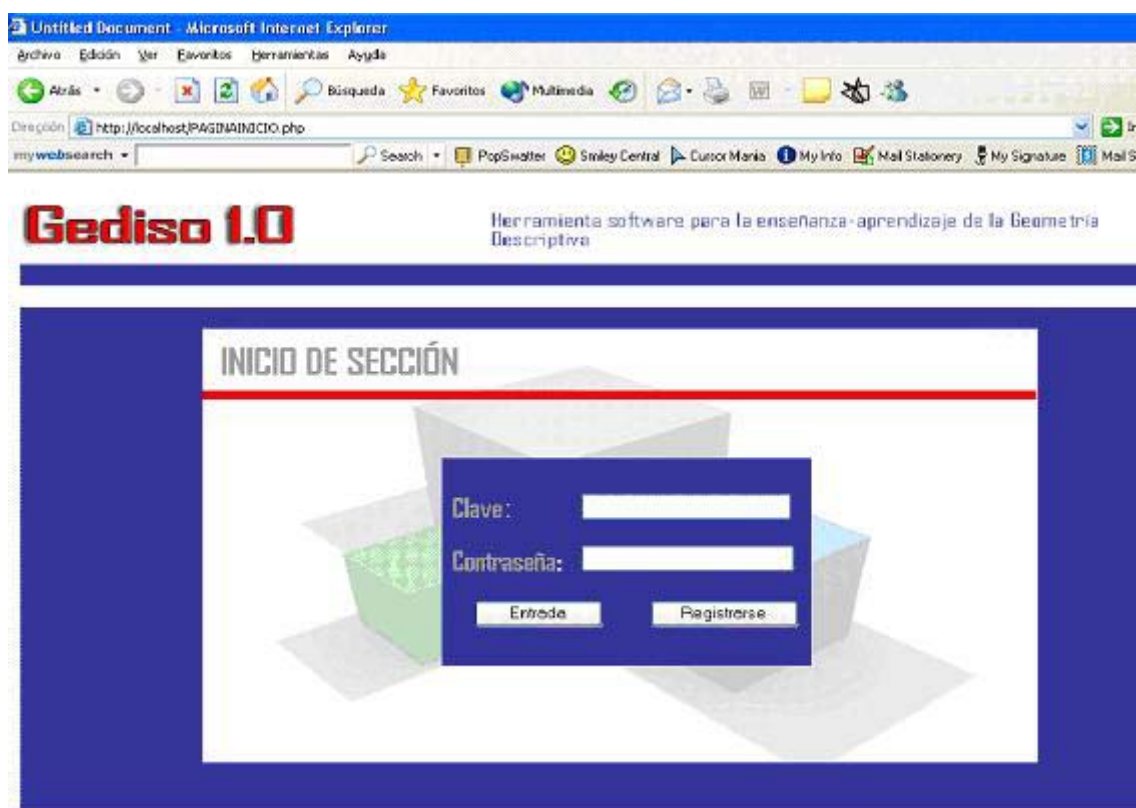 Untitled Document - Microsoft Internet Explorer
Archivo Edición Ver Favoritos Herramientas Ayuda
Atrás Búsqueda Favoritos Multimedia
Dirección http://localhost/PAGINAINICIO.php Ir
mywebsearch Search PopSwatter Smiley Central Cursor Mania My Info Mail Stationery My Signature Mail S
Gediso 1.0
Herramienta software para la enseñanza-aprendizaje de la Geometría
Descriptiva
INICIO DE SECCIÓN
Clave:
Contraseña:
Entrada Registrarse